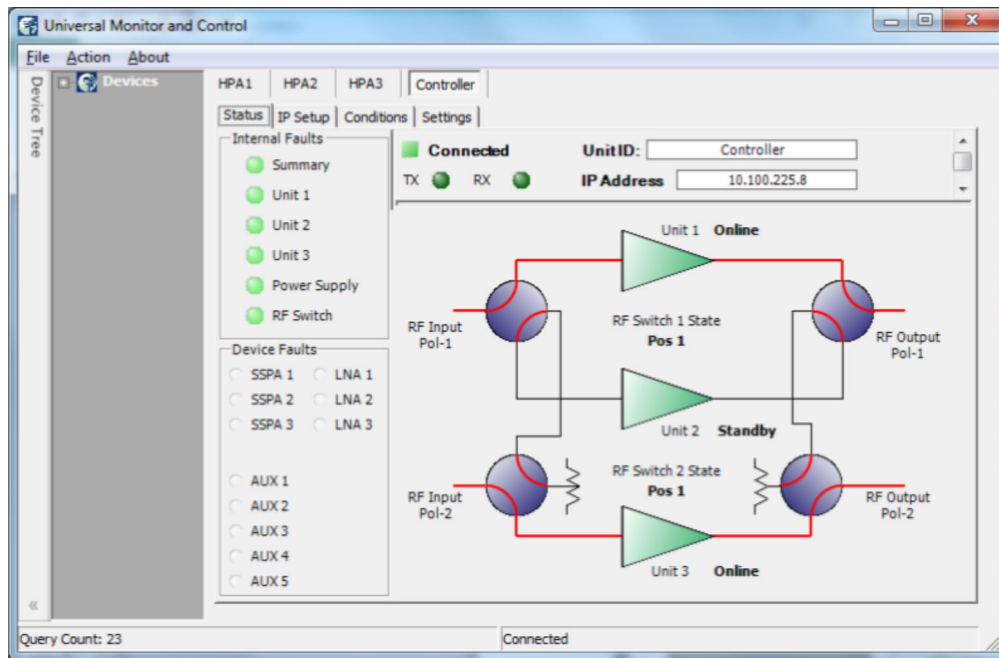 Universal Monitor and Control
File Action About
Device Tree
Devices
HPA1 HPA2 HPA3 Controller
Status IP Setup Conditions Settings
Internal Faults
Summary
Unit 1
Unit 2
Unit 3
Power Supply
RF Switch
Device Faults
SSPA 1 LNA 1
SSPA 2 LNA 2
SSPA 3 LNA 3
AUX 1
AUX 2
AUX 3
AUX 4
AUX 5
Connected UnitID: Controller
TX RX IP Address 10.100.225.8
Unit 1 Online
RF Input
Pol-1
RF Switch 1 State
Pos 1
RF Output
Pol-1
Unit 2 Standby
RF Input
Pol-2
RF Switch 2 State
Pos 1
RF Output
Pol-2
Unit 3 Online
Query Count: 23 Connected